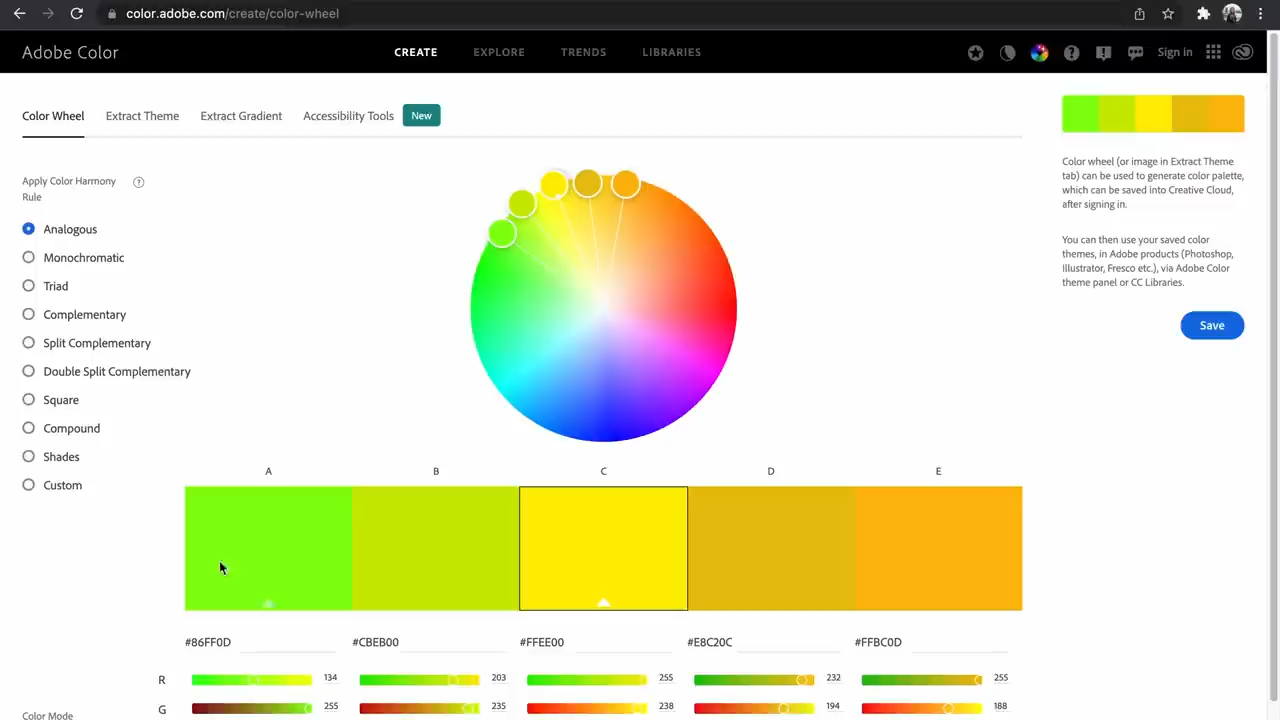 color.adobe.com/create/color-wheel
Adobe Color
CREATE
EXPLORE
TRENDS
LIBRARIES
Sign in
Color Wheel
Extract Theme
Extract Gradient
Accessibility Tools
New
Apply Color Harmony
Rule
Analogous
Monochromatic
Triad
Complementary
Split Complementary
Double Split Complementary
Square
Compound
Shades
Custom
Color wheel (or image in Extract Theme
tab) can be used to generate color palette,
which can be saved into Creative Cloud,
after signing in.
You can then use your saved color
themes, in Adobe products (Photoshop,
Illustrator, Fresco etc.), via Adobe Color
theme panel or CC Libraries.
Save
A B C D E
#86FF0D #CBEB00 #FFEE00 #E8C20C #FFBC0D
R 134 203 255 232 255
G 255 235 238 194 188
Color Mode